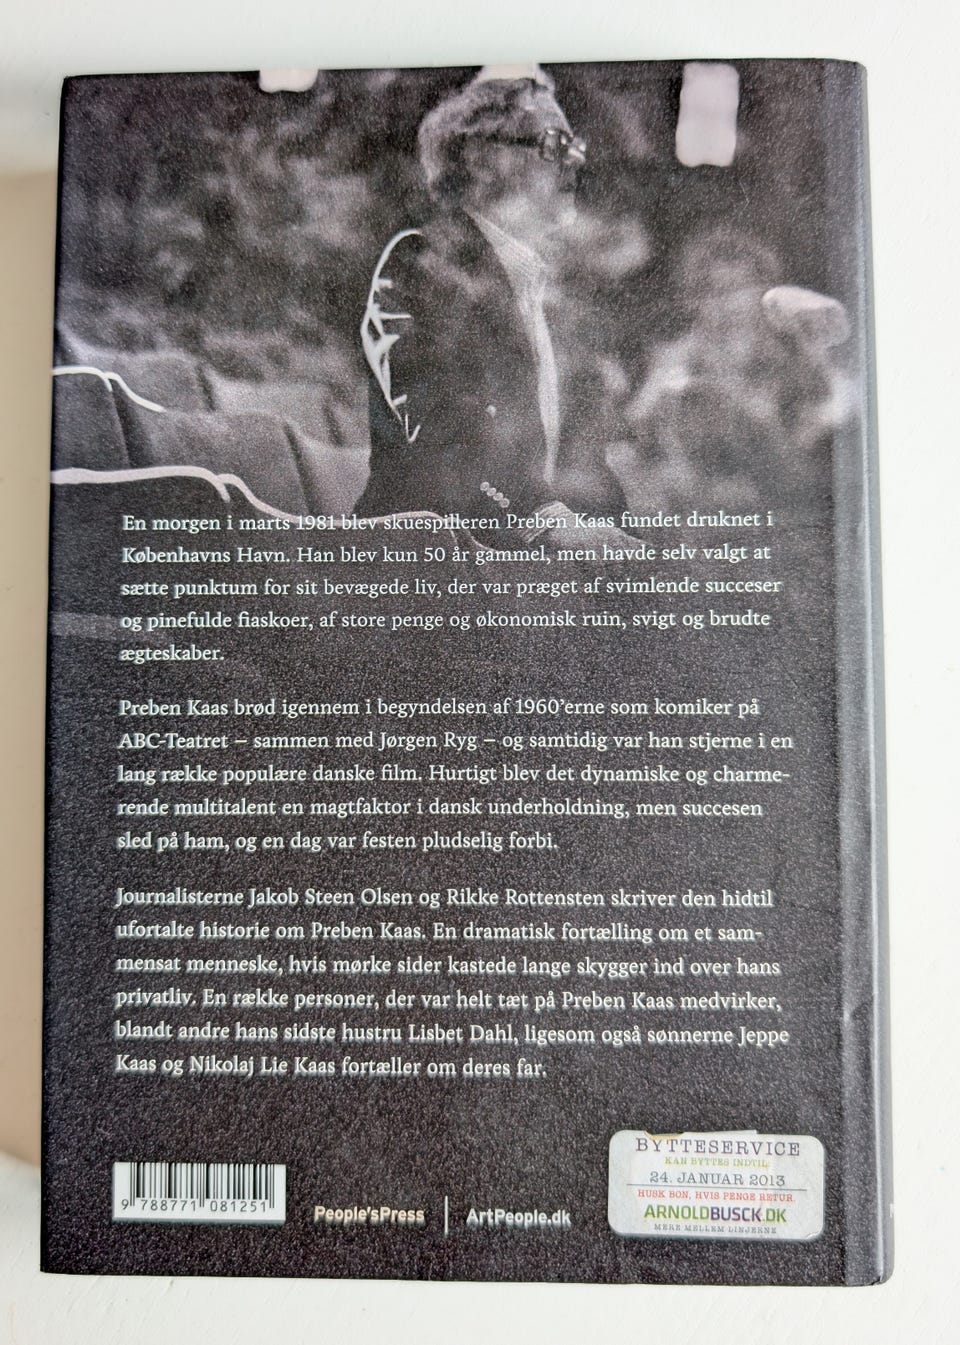 En morgen i marts 1981 blev skuespilleren Preben Kaas fundet druknet i
Københavns Havn. Han blev kun 50 år gammel, men havde selv valgt at
sætte punktum for sit bevægede liv, der var præget af svimlende succeser
og pinefulde fiaskoer, af store penge og økonomisk ruin, svigt og brudte
ægteskaber.
Preben Kaas brød igennem i begyndelsen af 1960'erne som komiker på
ABC-Teatret – sammen med Jørgen Ryg – og samtidig var han stjerne i en
lang række populære danske film. Hurtigt blev det dynamiske og charme-
rende multitalent en magtfaktor i dansk underholdning, men succesen
sled på ham, og en dag var festen pludselig forbi.
Journalisterne Jakob Steen Olsen og Rikke Rottensten skriver den hidtil
ufortalte historie om Preben Kaas. En dramatisk fortælling om et sam-
mensat menneske, hvis mørke sider kastede lange skygger ind over hans
privatliv. En række personer, der var helt tæt på Preben Kaas medvirker,
blandt andre hans sidste hustru Lisbet Dahl, ligesom også sønnerne Jeppe
Kaas og Nikolaj Lie Kaas fortæller om deres far.
9 788771 081251
People'sPress | ArtPeople.dk
BYTTESERVICE
KAN BYTTES INDTIL
24. JANUAR 2013
HUSK BON, HVIS PENGE RETUR.
ARNOLDBUSCK.DK
MERE MELLEM LINJERNE